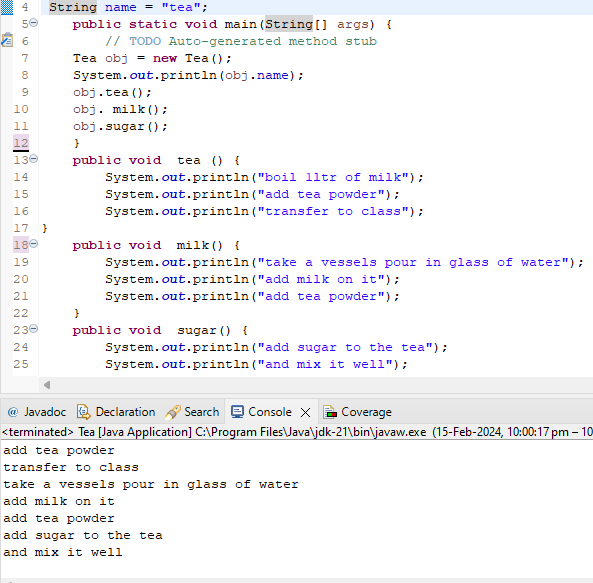 4 String name = "tea";
5 public static void main(String[] args) {
6 // TODO Auto-generated method stub
7 Tea obj = new Tea();
8 System.out.println(obj.name);
9 obj.tea();
10 obj. milk();
11 obj.sugar();
12 }
13 public void  tea () {
14 System.out.println("boil 1ltr of milk");
15 System.out.println("add tea powder");
16 System.out.println("transfer to class");
17 }
18 public void  milk() {
19 System.out.println("take a vessels pour in glass of water");
20 System.out.println("add milk on it");
21 System.out.println("add tea powder");
22 }
23 public void  sugar() {
24 System.out.println("add sugar to the tea");
25 System.out.println("and mix it well");
@ Javadoc Declaration Search Console Coverage
<terminated> Tea [Java Application] C:\Program Files\Java\jdk-21\bin\javaw.exe (15-Feb-2024, 10:00:17 pm – 10
add tea powder
transfer to class
take a vessels pour in glass of water
add milk on it
add tea powder
add sugar to the tea
and mix it well